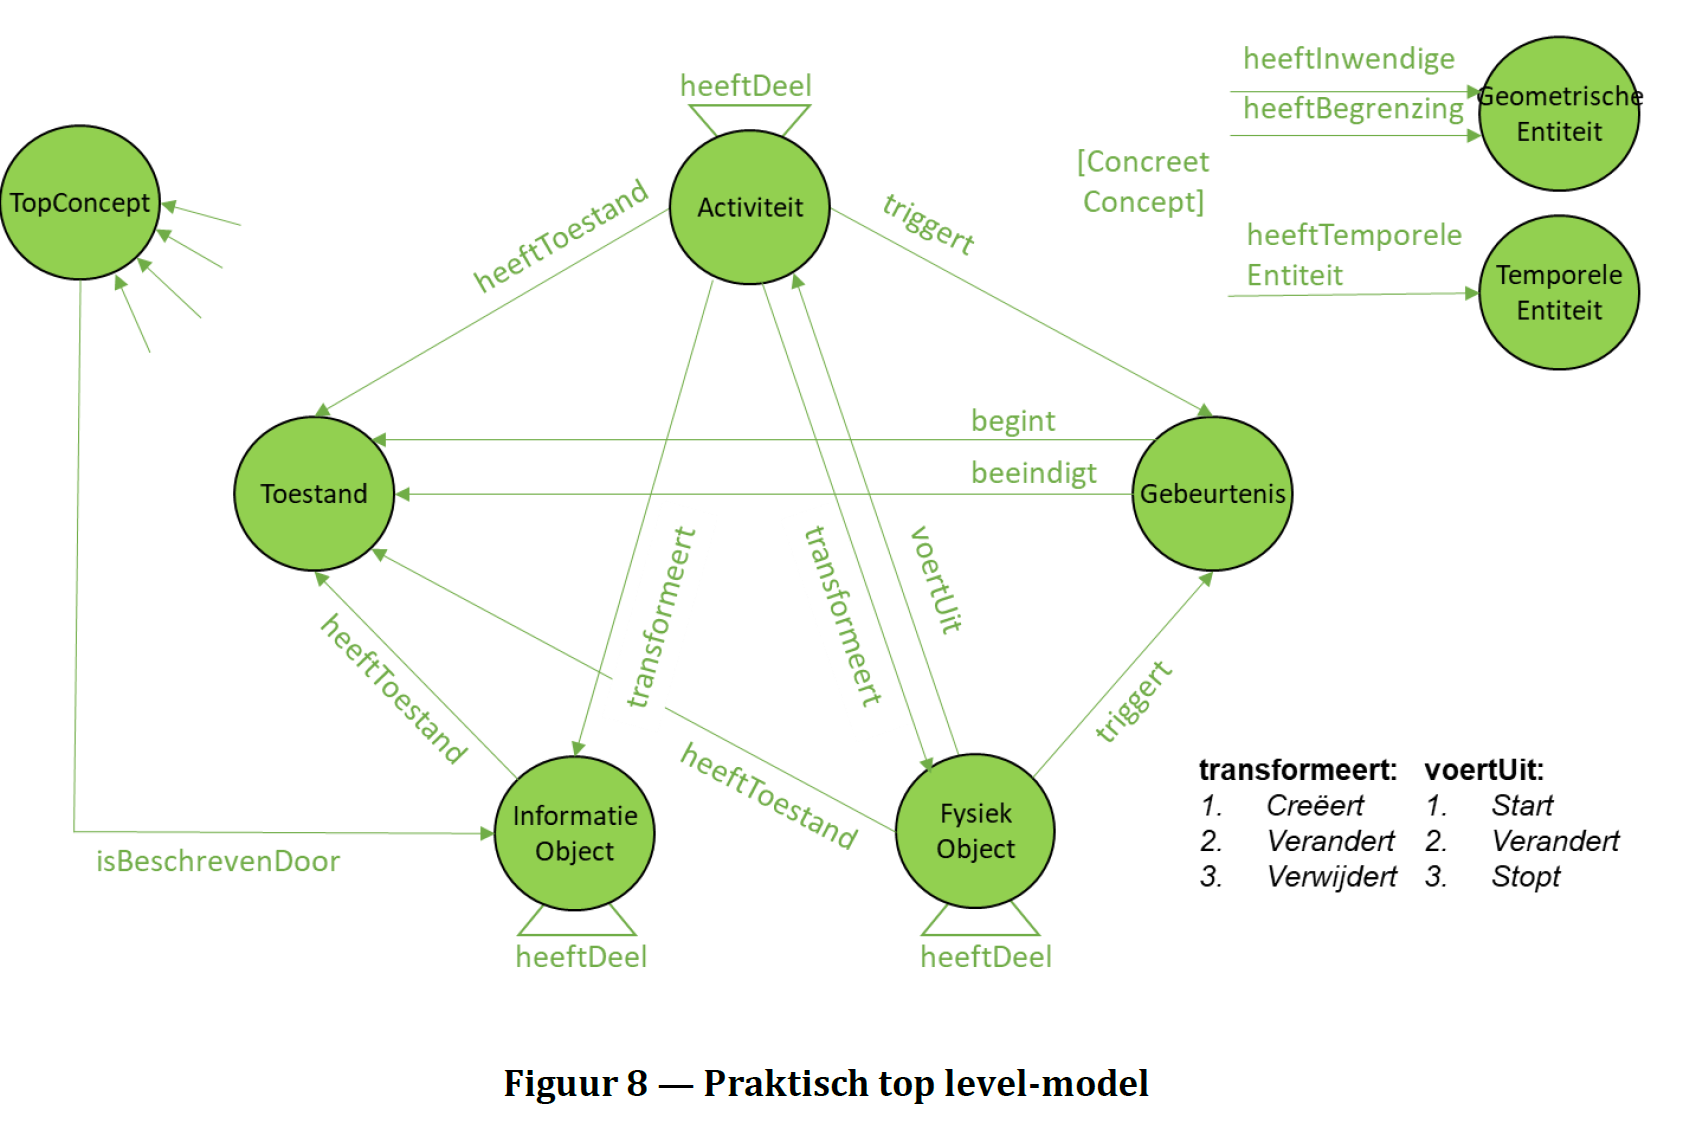 heeftInwendige
heeftBegrenzing
Geometrische
Entiteit
heeftDeel
[Concreet
Concept]
TopConcept
Activiteit
heeftToestand
triggert
heeftTemporele
Entiteit
Temporele
Entiteit
begint
beeindigt
Toestand
Gebeurtenis
transformeert
transformeert
voertUit
heeftToestand
triggert
heeftToestand
Informatie
Object
Fysiek
Object
isBeschrevenDoor
heeftDeel
heeftDeel
transformeert: voertUit:
1. Creëert 1. Start
2. Verandert 2. Verandert
3. Verwijdert 3. Stopt
Figuur 8 — Praktisch top level-model